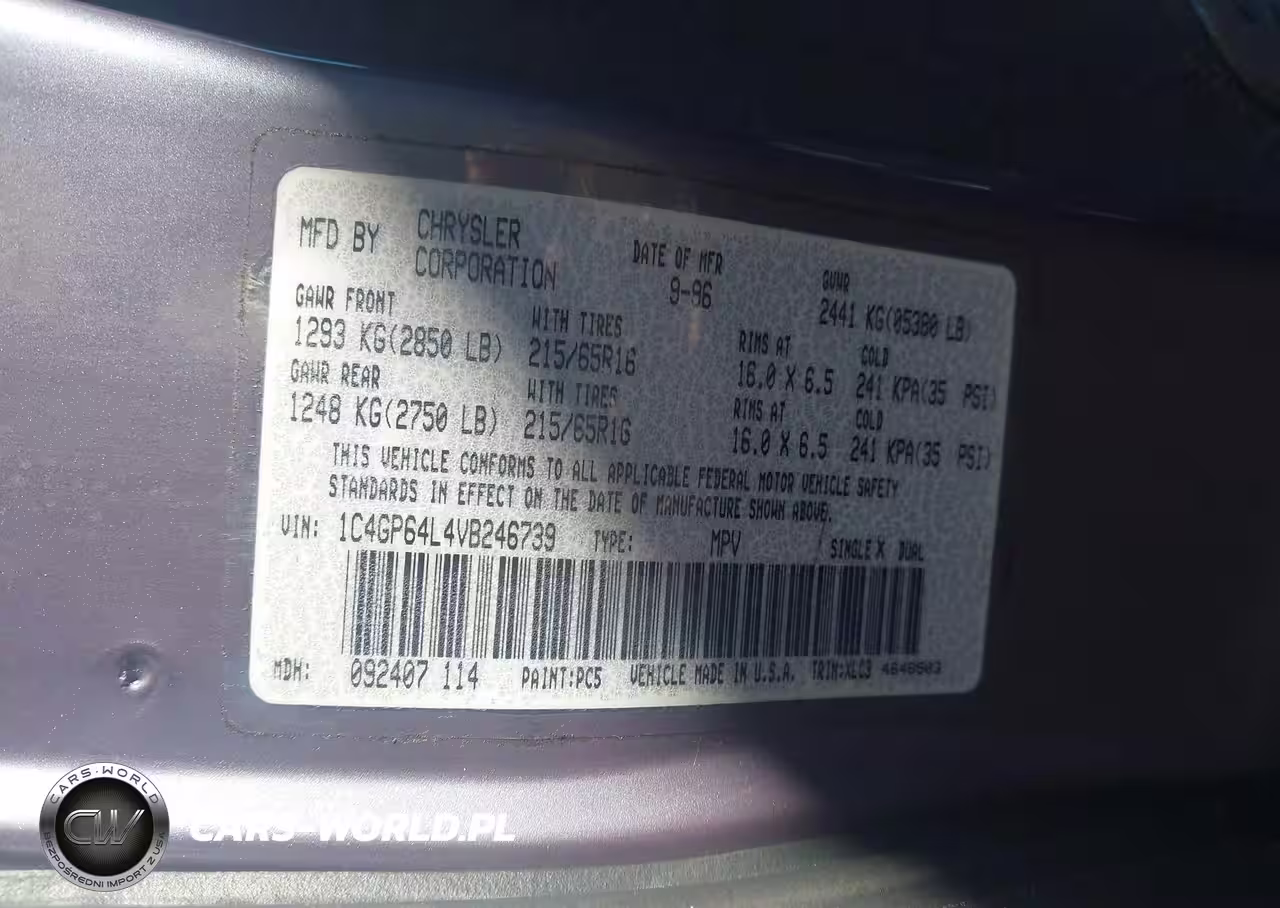 MFD BY CHRYSLER CORPORATION DATE OF MFR 9-96 GVWR 2441 KG(05380 LB)
GAWR FRONT WITH TIRES RIMS AT COLD
1293 KG(2850 LB) 215/65R16 16.0 X 6.5 241 KPA(35 PSI)
GAWR REAR WITH TIRES RIMS AT COLD
1248 KG(2750 LB) 215/65R16 16.0 X 6.5 241 KPA(35 PSI)
THIS VEHICLE CONFORMS TO ALL APPLICABLE FEDERAL MOTOR VEHICLE SAFETY
STANDARDS IN EFFECT ON THE DATE OF MANUFACTURE SHOWN ABOVE.
VIN: 1C4GP64L4VB246739 TYPE: MPV SINGLE X DUAL
MDH: 092407 114 PAINT:PC5 VEHICLE MADE IN U.S.A. TRIM:XLC3 4648503
CARS-WORLD
CW
BEZPOŚREDNI IMPORT Z USA
CARS-WORLD.PL